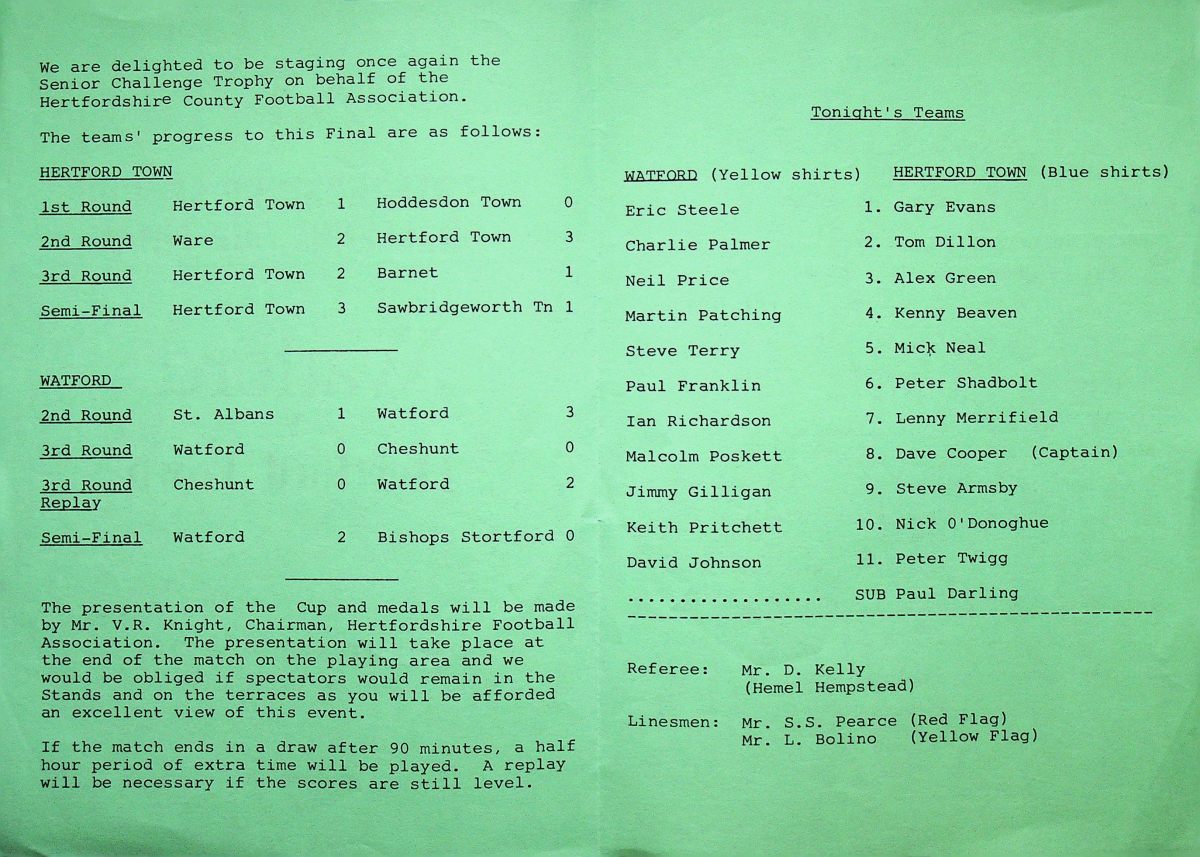 We are delighted to be staging once again the
Senior Challenge Trophy on behalf of the
Hertfordshire County Football Association.
The teams' progress to this Final are as follows:
HERTFORD TOWN
1st Round Hertford Town 1 Hoddesdon Town 0
2nd Round Ware 2 Hertford Town 3
3rd Round Hertford Town 2 Barnet 1
Semi-Final Hertford Town 3 Sawbridgeworth Tn 1
WATFORD
2nd Round St. Albans 1 Watford 3
3rd Round Watford 0 Cheshunt 0
3rd Round Cheshunt 0 Watford 2
Replay
Semi-Final Watford 2 Bishops Stortford 0
The presentation of the Cup and medals will be made
by Mr. V.R. Knight, Chairman, Hertfordshire Football
Association. The presentation will take place at
the end of the match on the playing area and we
would be obliged if spectators would remain in the
Stands and on the terraces as you will be afforded
an excellent view of this event.
If the match ends in a draw after 90 minutes, a half
hour period of extra time will be played. A replay
will be necessary if the scores are still level.
Tonight's Teams
WATFORD (Yellow shirts) HERTFORD TOWN (Blue shirts)
Eric Steele 1. Gary Evans
Charlie Palmer 2. Tom Dillon
Neil Price 3. Alex Green
Martin Patching 4. Kenny Beaven
Steve Terry 5. Mick Neal
Paul Franklin 6. Peter Shadbolt
Ian Richardson 7. Lenny Merrifield
Malcolm Poskett 8. Dave Cooper (Captain)
Jimmy Gilligan 9. Steve Armsby
Keith Pritchett 10. Nick O'Donoghue
David Johnson 11. Peter Twigg
................... SUB Paul Darling
Referee: Mr. D. Kelly
(Hemel Hempstead)
Linesmen: Mr. S.S. Pearce (Red Flag)
Mr. L. Bolino (Yellow Flag)